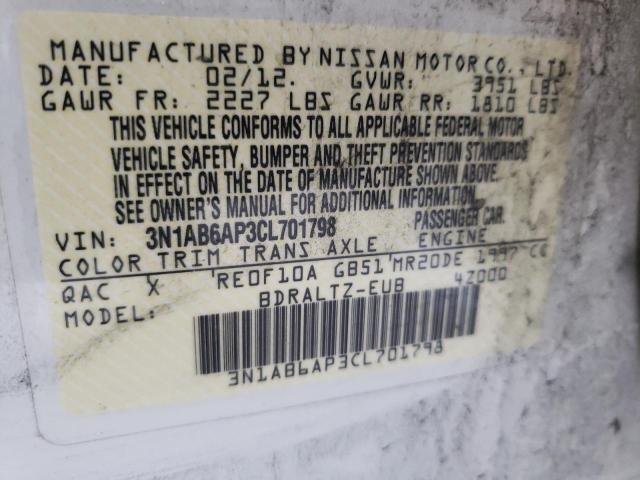 MANUFACTURED BY NISSAN MOTOR CO., LTD.
DATE: 02/12. GVWR: 3951 LBS
GAWR FR: 2227 LBS GAWR RR: 1810 LBS
THIS VEHICLE CONFORMS TO ALL APPLICABLE FEDERAL MOTOR
VEHICLE SAFETY, BUMPER AND THEFT PREVENTION STANDARDS
IN EFFECT ON THE DATE OF MANUFACTURE SHOWN ABOVE.
SEE OWNER'S MANUAL FOR ADDITIONAL INFORMATION.
VIN: 3N1AB6AP3CL701798 PASSENGER CAR.
COLOR TRIM TRANS AXLE ENGINE
QAC X RE0F10A GB51 MR20DE 1997 CC
MODEL: BDRALTZ-EUB 4Z000
3N1AB6AP3CL701798